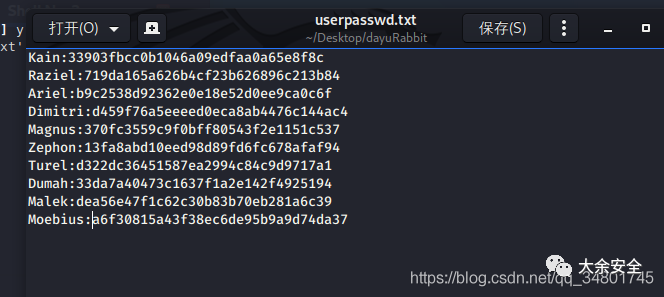 ] y
xt'
打开(O)
userpasswd.txt
~/Desktop/dayuRabbit
保存(S)
Kain:33903fbcc0b1046a09edfaa0a65e8f8c
Raziel:719da165a626b4cf23b626896c213b84
Ariel:b9c2538d92362e0e18e52d0ee9ca0c6f
Dimitri:d459f76a5eeeed0eca8ab4476c144ac4
Magnus:370fc3559c9f0bff80543f2e1151c537
Zephon:13fa8abd10eed98d89fd6fc678afaf94
Turel:d322dc36451587ea2994c84c9d9717a1
Dumah:33da7a40473c1637f1a2e142f4925194
Malek:dea56e47f1c62c30b83b70eb281a6c39
Moebius:a6f30815a43f38ec6de95b9a9d74da37
大余安全
https://blog.csdn.net/qq_34801745